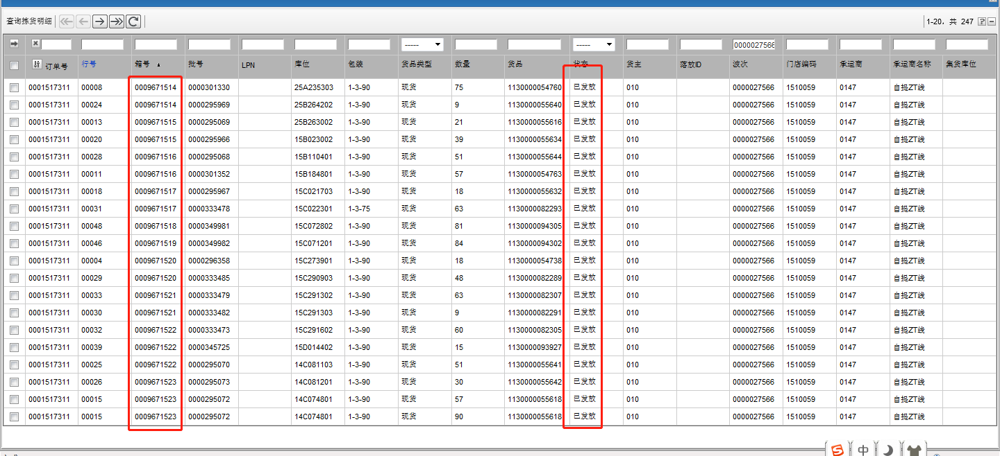 查询拣货明细 1-20，共 247
----- ----- 0000027566
订单号 行号 箱号 批号 LPN 库位 包装 货品类型 数量 货品 状态 货主 落放ID 波次 门店编码 承运商 承运商名称 集货库位
0001517311 00008 0009671514 0000301330 25A235303 1-3-90 现货 75 1130000054760 已发放 010 0000027566 1510059 0147 自提ZT线
0001517311 00024 0009671514 0000295969 25B264202 1-3-90 现货 9 1130000055640 已发放 010 0000027566 1510059 0147 自提ZT线
0001517311 00013 0009671515 0000295069 25B263002 1-3-90 现货 21 1130000055616 已发放 010 0000027566 1510059 0147 自提ZT线
0001517311 00020 0009671515 0000295966 15B023002 1-3-90 现货 39 1130000055634 已发放 010 0000027566 1510059 0147 自提ZT线
0001517311 00028 0009671516 0000295068 15B110401 1-3-90 现货 51 1130000055644 已发放 010 0000027566 1510059 0147 自提ZT线
0001517311 00011 0009671516 0000301352 15B184801 1-3-90 现货 57 1130000054763 已发放 010 0000027566 1510059 0147 自提ZT线
0001517311 00018 0009671517 0000295967 15C021703 1-3-90 现货 18 1130000055632 已发放 010 0000027566 1510059 0147 自提ZT线
0001517311 00031 0009671517 0000333478 15C022301 1-3-75 现货 63 1130000082293 已发放 010 0000027566 1510059 0147 自提ZT线
0001517311 00048 0009671518 0000349981 15C072802 1-3-90 现货 81 1130000094305 已发放 010 0000027566 1510059 0147 自提ZT线
0001517311 00046 0009671519 0000349982 15C071201 1-3-90 现货 84 1130000094302 已发放 010 0000027566 1510059 0147 自提ZT线
0001517311 00004 0009671520 0000296358 15C273901 1-3-90 现货 18 1130000054738 已发放 010 0000027566 1510059 0147 自提ZT线
0001517311 00029 0009671520 0000333485 15C290903 1-3-90 现货 48 1130000082289 已发放 010 0000027566 1510059 0147 自提ZT线
0001517311 00033 0009671521 0000333479 15C291302 1-3-90 现货 63 1130000082307 已发放 010 0000027566 1510059 0147 自提ZT线
0001517311 00030 0009671521 0000333482 15C291303 1-3-90 现货 9 1130000082291 已发放 010 0000027566 1510059 0147 自提ZT线
0001517311 00032 0009671522 0000333473 15C291602 1-3-90 现货 60 1130000082305 已发放 010 0000027566 1510059 0147 自提ZT线
0001517311 00039 0009671522 0000345725 15D014402 1-3-90 现货 15 1130000093927 已发放 010 0000027566 1510059 0147 自提ZT线
0001517311 00025 0009671522 0000295070 14C081103 1-3-90 现货 51 1130000055641 已发放 010 0000027566 1510059 0147 自提ZT线
0001517311 00026 0009671523 0000295073 14C081201 1-3-90 现货 30 1130000055642 已发放 010 0000027566 1510059 0147 自提ZT线
0001517311 00015 0009671523 0000295072 14C074801 1-3-90 现货 57 1130000055618 已发放 010 0000027566 1510059 0147 自提ZT线
0001517311 00015 0009671523 0000295072 14C074801 1-3-90 现货 90 1130000055618 已发放 010 0000027566 1510059 0147 自提ZT线
中